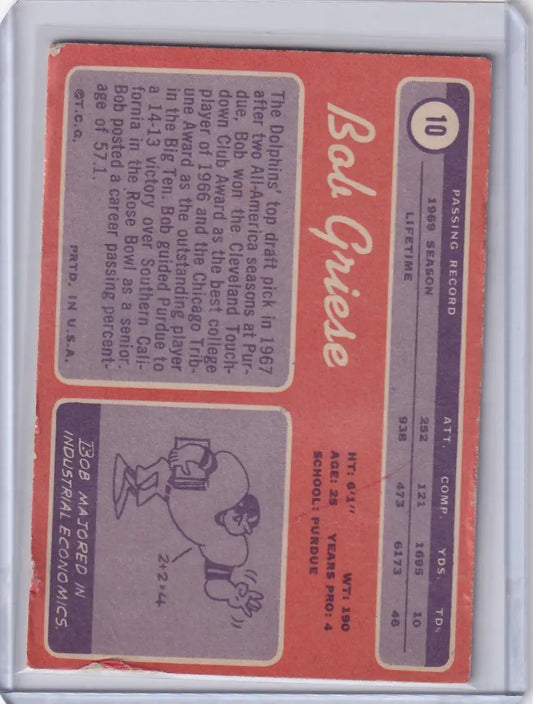 10
PASSING RECORD ATT. COMP. YDS. TDS
1969 SEASON 252 121 1695 10
LIFETIME 938 473 6173 46
Bob Griese
HT: 6'1" WT: 190
AGE: 25 YEARS PRO: 4
SCHOOL: PURDUE
The Dolphins' top draft pick in 1967
after two All-America seasons at Pur-
due, Bob won the Cleveland Touch-
down Club Award as the best college
player of 1966 and the Chicago Trib-
une Award as the outstanding player
in the Big Ten. Bob guided Purdue to
a 14-13 victory over Southern Cali-
fornia in the Rose Bowl as a senior.
Bob posted a career passing percent-
age of 57.1.
©T.C.G. PRTD. IN U.S.A.
2+2=4
BOB MAJORED IN
INDUSTRIAL ECONOMICS.